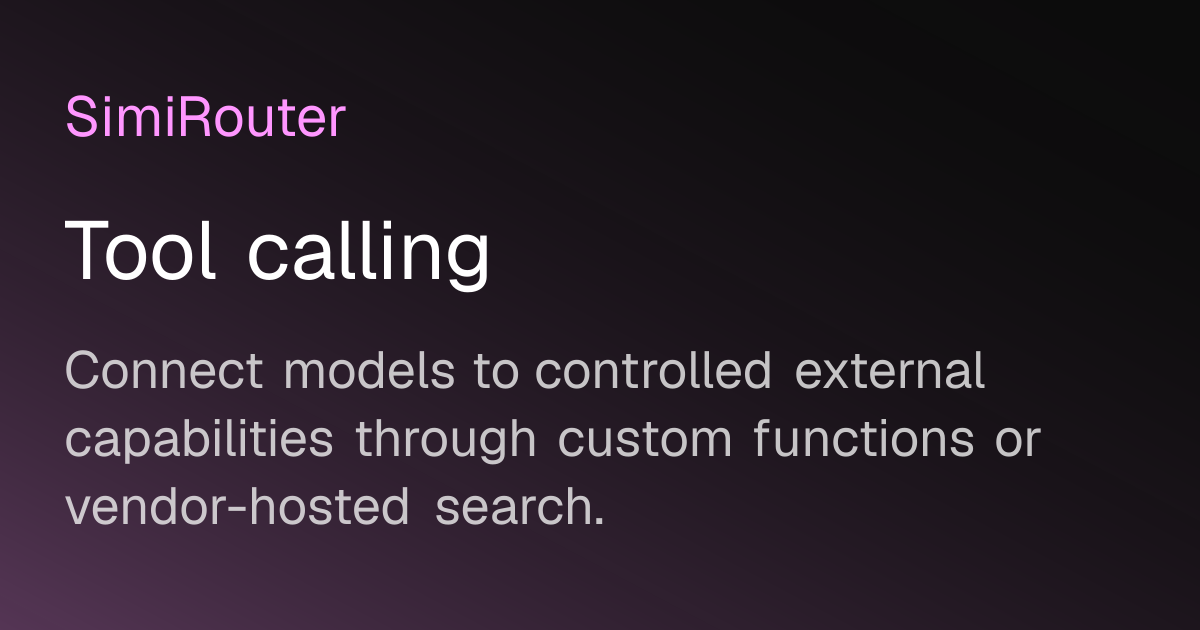 SimiRouter
Tool calling
Connect models to controlled external
capabilities through custom functions or
vendor-hosted search.